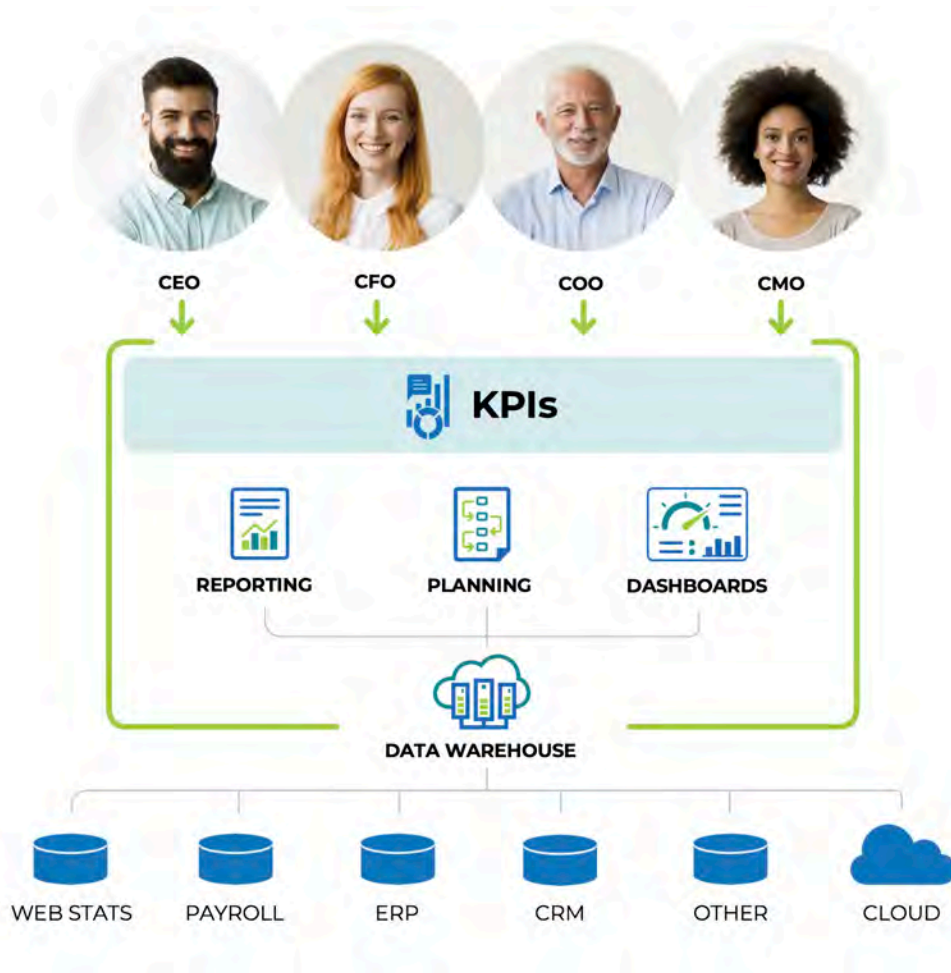 CEO
CFO
COO
CMO
KPIs
REPORTING
PLANNING
DASHBOARDS
DATA WAREHOUSE
WEB STATS
PAYROLL
ERP
CRM
OTHER
CLOUD